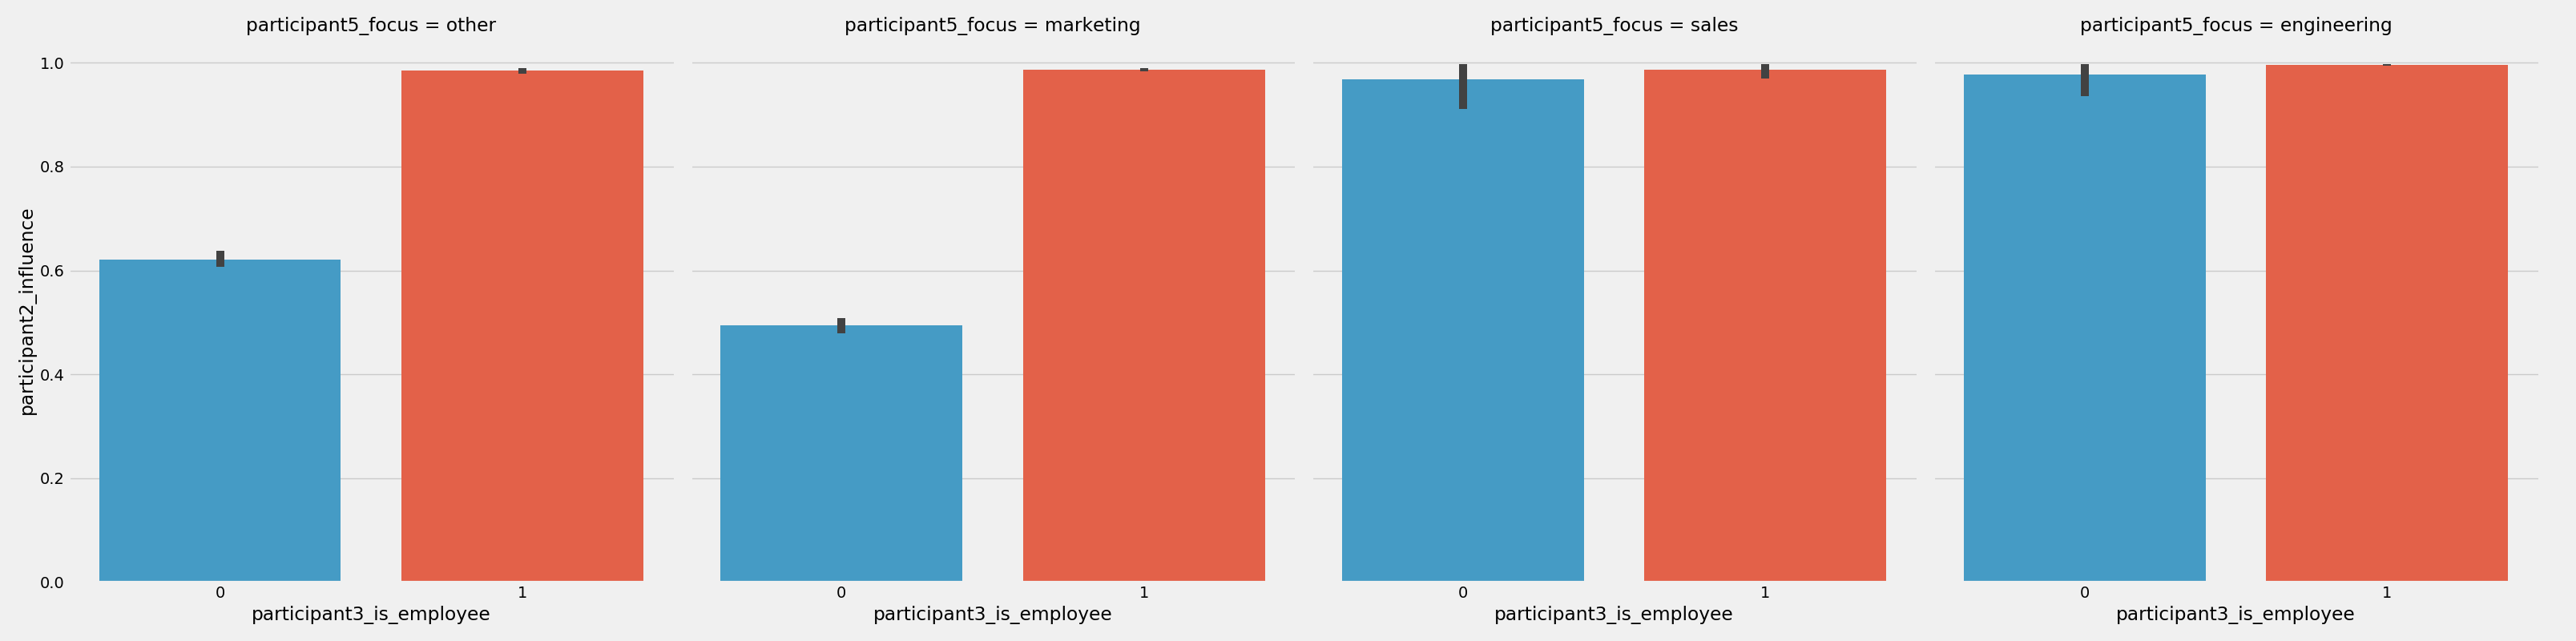 participant5_focus = other
participant5_focus = marketing
participant5_focus = sales
participant5_focus = engineering
participant2_influence
1.0
0.8
0.6
0.4
0.2
0.0
0 1
0 1
0 1
0 1
participant3_is_employee
participant3_is_employee
participant3_is_employee
participant3_is_employee